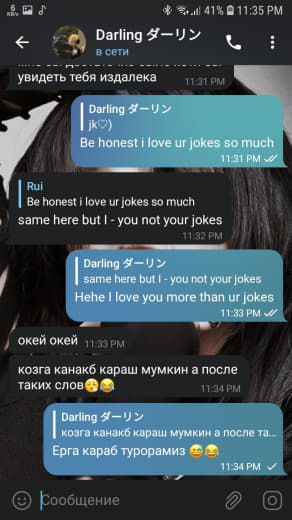 6
KB/s
41%
11:35 PM
Darling ダーリン
в сети
увидеть тебя издалека
11:31 PM
Darling ダーリン
jk♡)
Be honest i love ur jokes so much
11:31 PM
Rui
Be honest i love ur jokes so much
same here but I - you not your jokes
11:32 PM
Darling ダーリン
same here but I - you not your jokes
Hehe I love you more than ur jokes
11:33 PM
окей окей 11:33 PM
козга канакб караш мумкин а после
таких слов😚😂
11:34 PM
Darling ダーリン
козга канакб караш мумкин а после та...
Ерга караб турорамиз 😅😂
11:34 PM
Сообщение